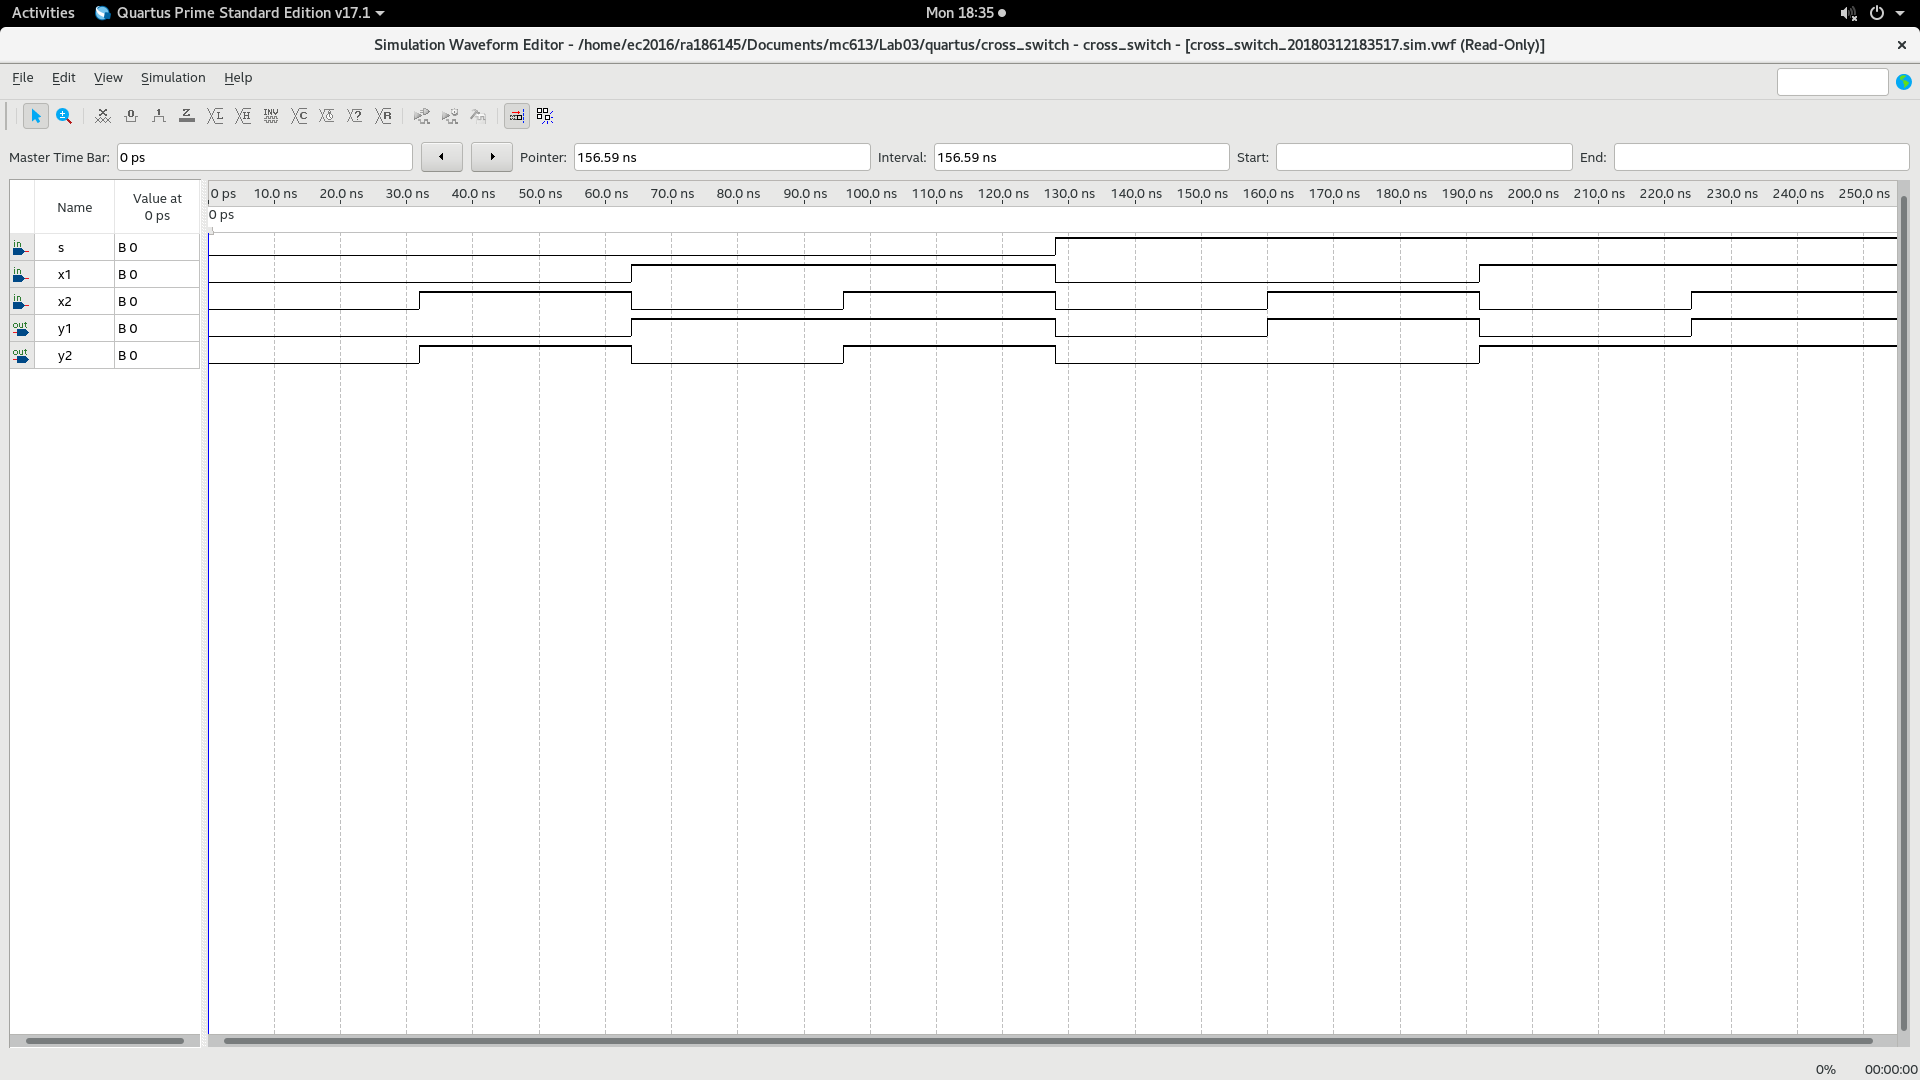 Activities Quartus Prime Standard Edition v17.1 Mon 18:35
Simulation Waveform Editor - /home/ec2016/ra186145/Documents/mc613/Lab03/quartus/cross_switch - cross_switch - [cross_switch_20180312183517.sim.vwf (Read-Only)]
File Edit View Simulation Help
Master Time Bar: 0 ps Pointer: 156.59 ns Interval: 156.59 ns Start: End:
Name Value at 0 ps 0 ps 10.0 ns 20.0 ns 30.0 ns 40.0 ns 50.0 ns 60.0 ns 70.0 ns 80.0 ns 90.0 ns 100.0 ns 110.0 ns 120.0 ns 130.0 ns 140.0 ns 150.0 ns 160.0 ns 170.0 ns 180.0 ns 190.0 ns 200.0 ns 210.0 ns 220.0 ns 230.0 ns 240.0 ns 250.0 ns
0 ps
in s B 0
in x1 B 0
in x2 B 0
out y1 B 0
out y2 B 0
0% 00:00:00